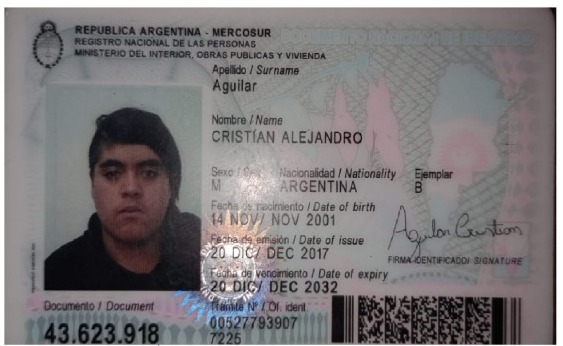 REPUBLICA ARGENTINA - MERCOSUR
REGISTRO NACIONAL DE LAS PERSONAS
MINISTERIO DEL INTERIOR, OBRAS PUBLICAS Y VIVIENDA
Apellido / Surname
Aguilar
Nombre / Name
CRISTÍAN ALEJANDRO
Sexo / Sex Nacionalidad / Nationality Ejemplar
M ARGENTINA B
Fecha de nacimiento / Date of birth
14 NOV/ NOV 2001
Fecha de emisión / Date of issue
20 DIC/ DEC 2017
Fecha de vencimiento / Date of expiry
20 DIC/ DEC 2032
Aguilar Cristian
FIRMA IDENTIFICADO/ SIGNATURE
Documento / Document
43.623.918
Trámite Nº / Of. ident
00527793907
7225